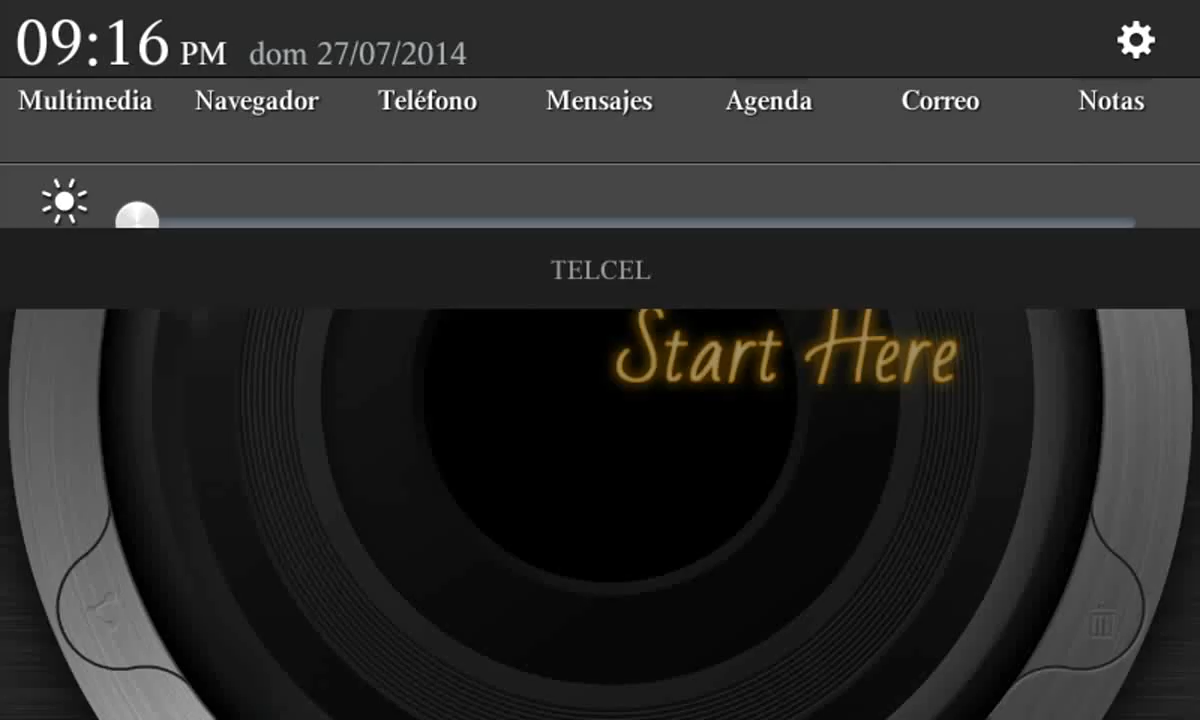 09:16 PM dom 27/07/2014
Multimedia Navegador Teléfono Mensajes Agenda Correo Notas
TELCEL
Start Here